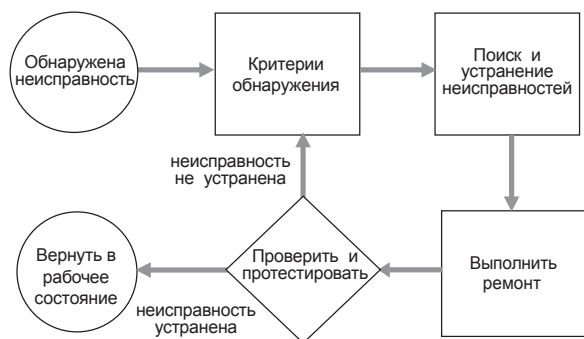 Обнаружена
неисправность
Критерии
обнаружения
Поиск и
устранение
неисправностей
неисправность
не устранена
Вернуть в
рабочее
состояние
Проверить и
протестировать
Выполнить
ремонт
неисправность
устранена